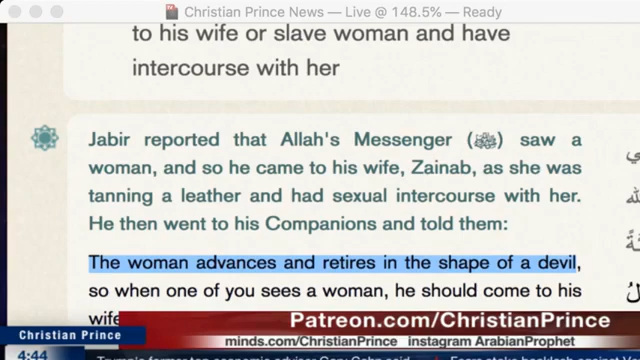 Christian Prince News — Live @ 148.5% — Ready
to his wife or slave woman and have
intercourse with her
Jabir reported that Allah's Messenger (ﷺ) saw a
woman, and so he came to his wife, Zainab, as she was
tanning a leather and had sexual intercourse with her.
He then went to his Companions and told them:
The woman advances and retires in the shape of a devil,
so when one of you sees a woman, he should come to his
wife
Patreon.com/ChristianPrince
Christian Prince
minds.com/ChristianPrince instagram ArabianProphet
4:44